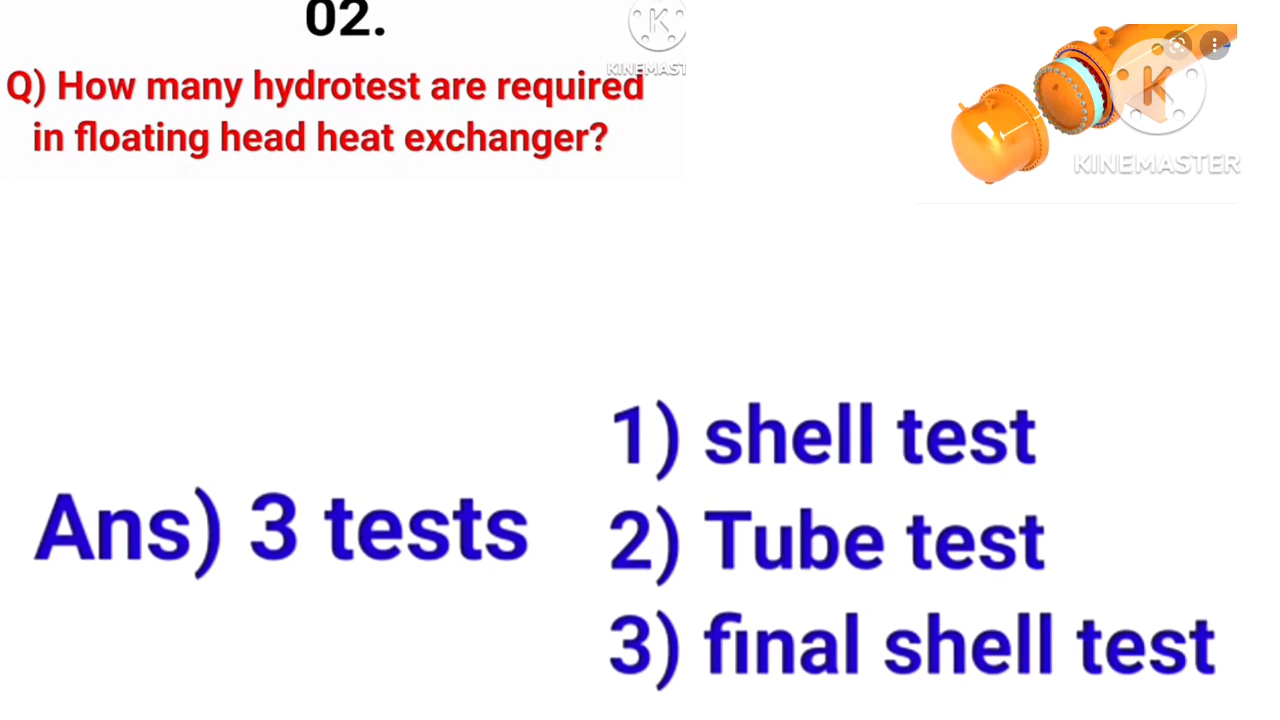 02.
Q) How many hydrotest are required
in floating head heat exchanger?
K
KINEMAST
K
KINEMASTER
Ans) 3 tests
1) shell test
2) Tube test
3) final shell test